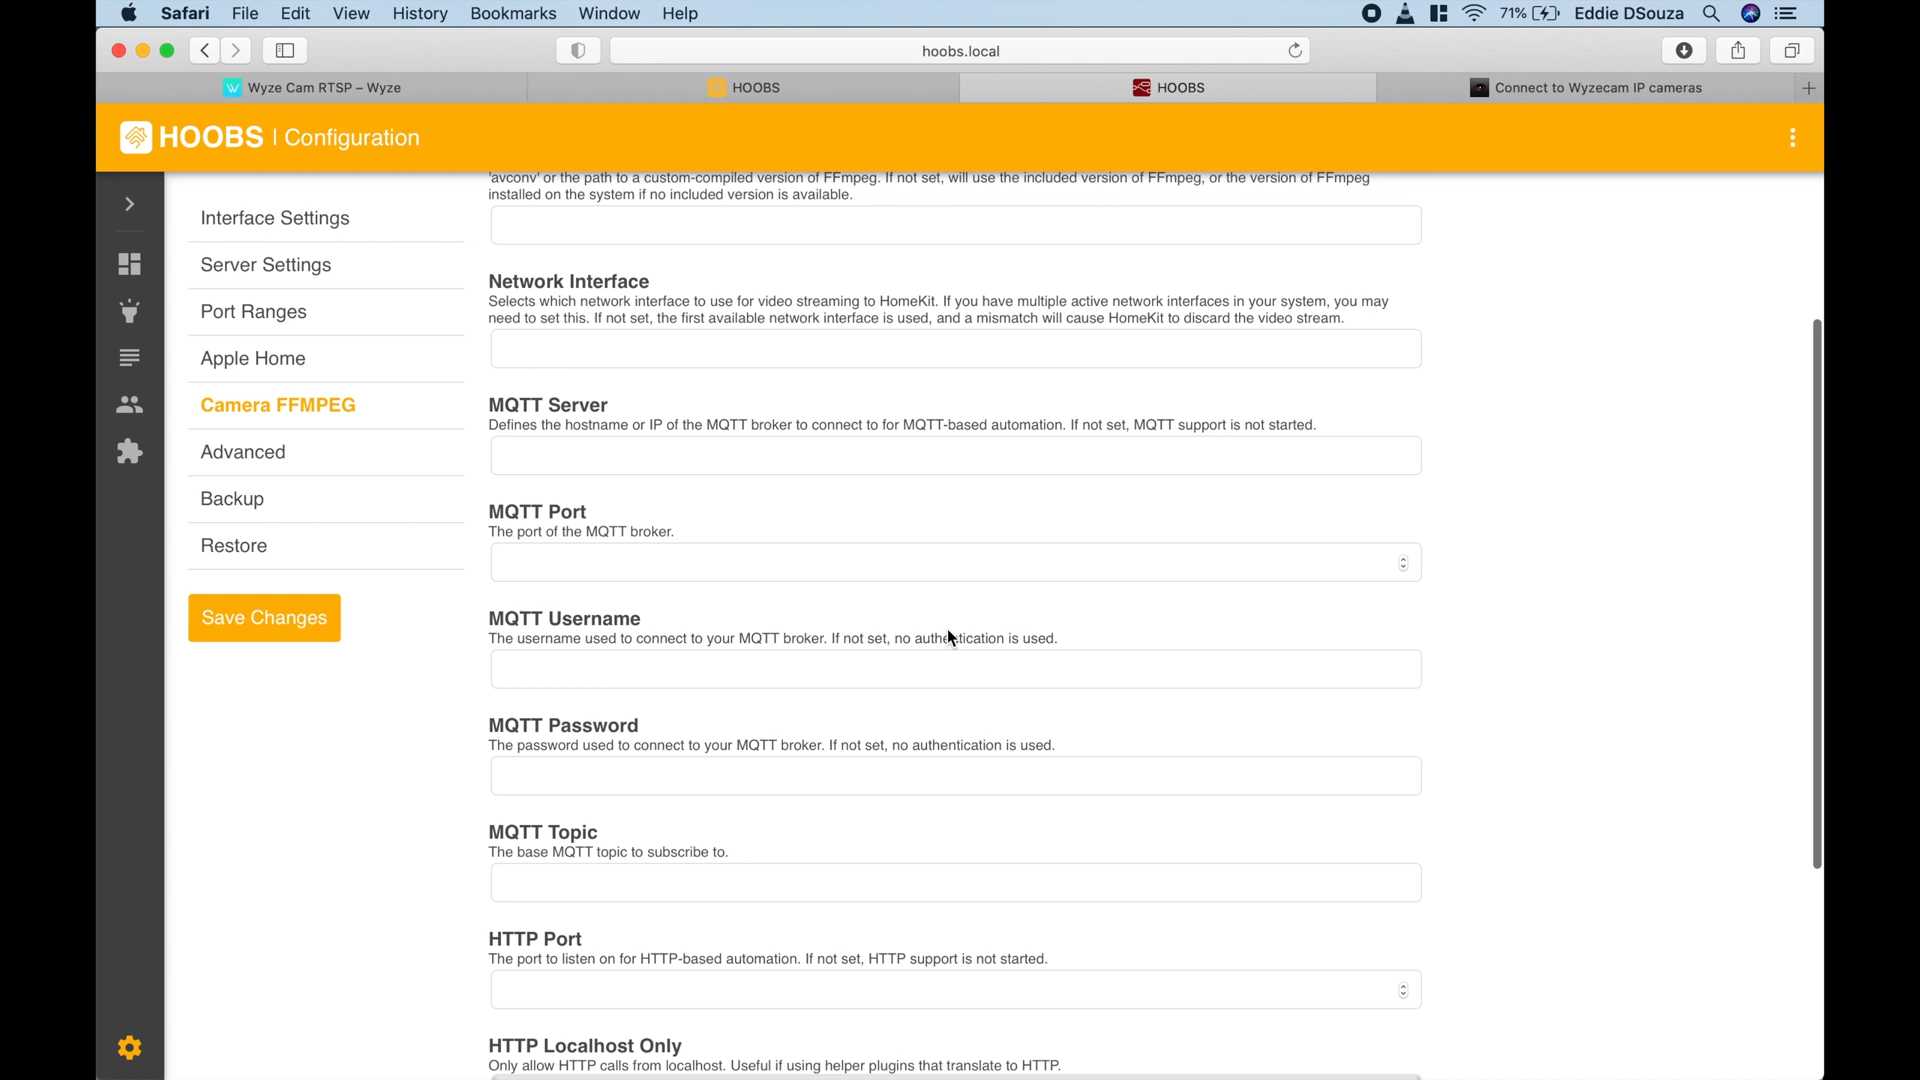 Safari File Edit View History Bookmarks Window Help 71% Eddie DSouza
hoobs.local
Wyze Cam RTSP – Wyze
HOOBS
HOOBS
Connect to Wyzecam IP cameras
HOOBS | Configuration
Interface Settings
Server Settings
Port Ranges
Apple Home
Camera FFMPEG
Advanced
Backup
Restore
Save Changes
'avconv' or the path to a custom-compiled version of FFmpeg. If not set, will use the included version of FFmpeg, or the version of FFmpeg
installed on the system if no included version is available.
Network Interface
Selects which network interface to use for video streaming to HomeKit. If you have multiple active network interfaces in your system, you may
need to set this. If not set, the first available network interface is used, and a mismatch will cause HomeKit to discard the video stream.
MQTT Server
Defines the hostname or IP of the MQTT broker to connect to for MQTT-based automation. If not set, MQTT support is not started.
MQTT Port
The port of the MQTT broker.
MQTT Username
The username used to connect to your MQTT broker. If not set, no authentication is used.
MQTT Password
The password used to connect to your MQTT broker. If not set, no authentication is used.
MQTT Topic
The base MQTT topic to subscribe to.
HTTP Port
The port to listen on for HTTP-based automation. If not set, HTTP support is not started.
HTTP Localhost Only
Only allow HTTP calls from localhost. Useful if using helper plugins that translate to HTTP.